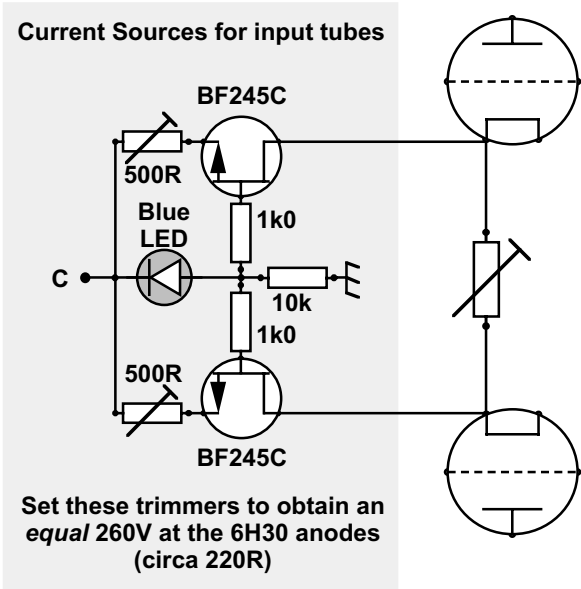 Current Sources for input tubes
BF245C
500R
Blue
LED
1k0
C
10k
1k0
500R
BF245C
Set these trimmers to obtain an
equal 260V at the 6H30 anodes
(circa 220R)